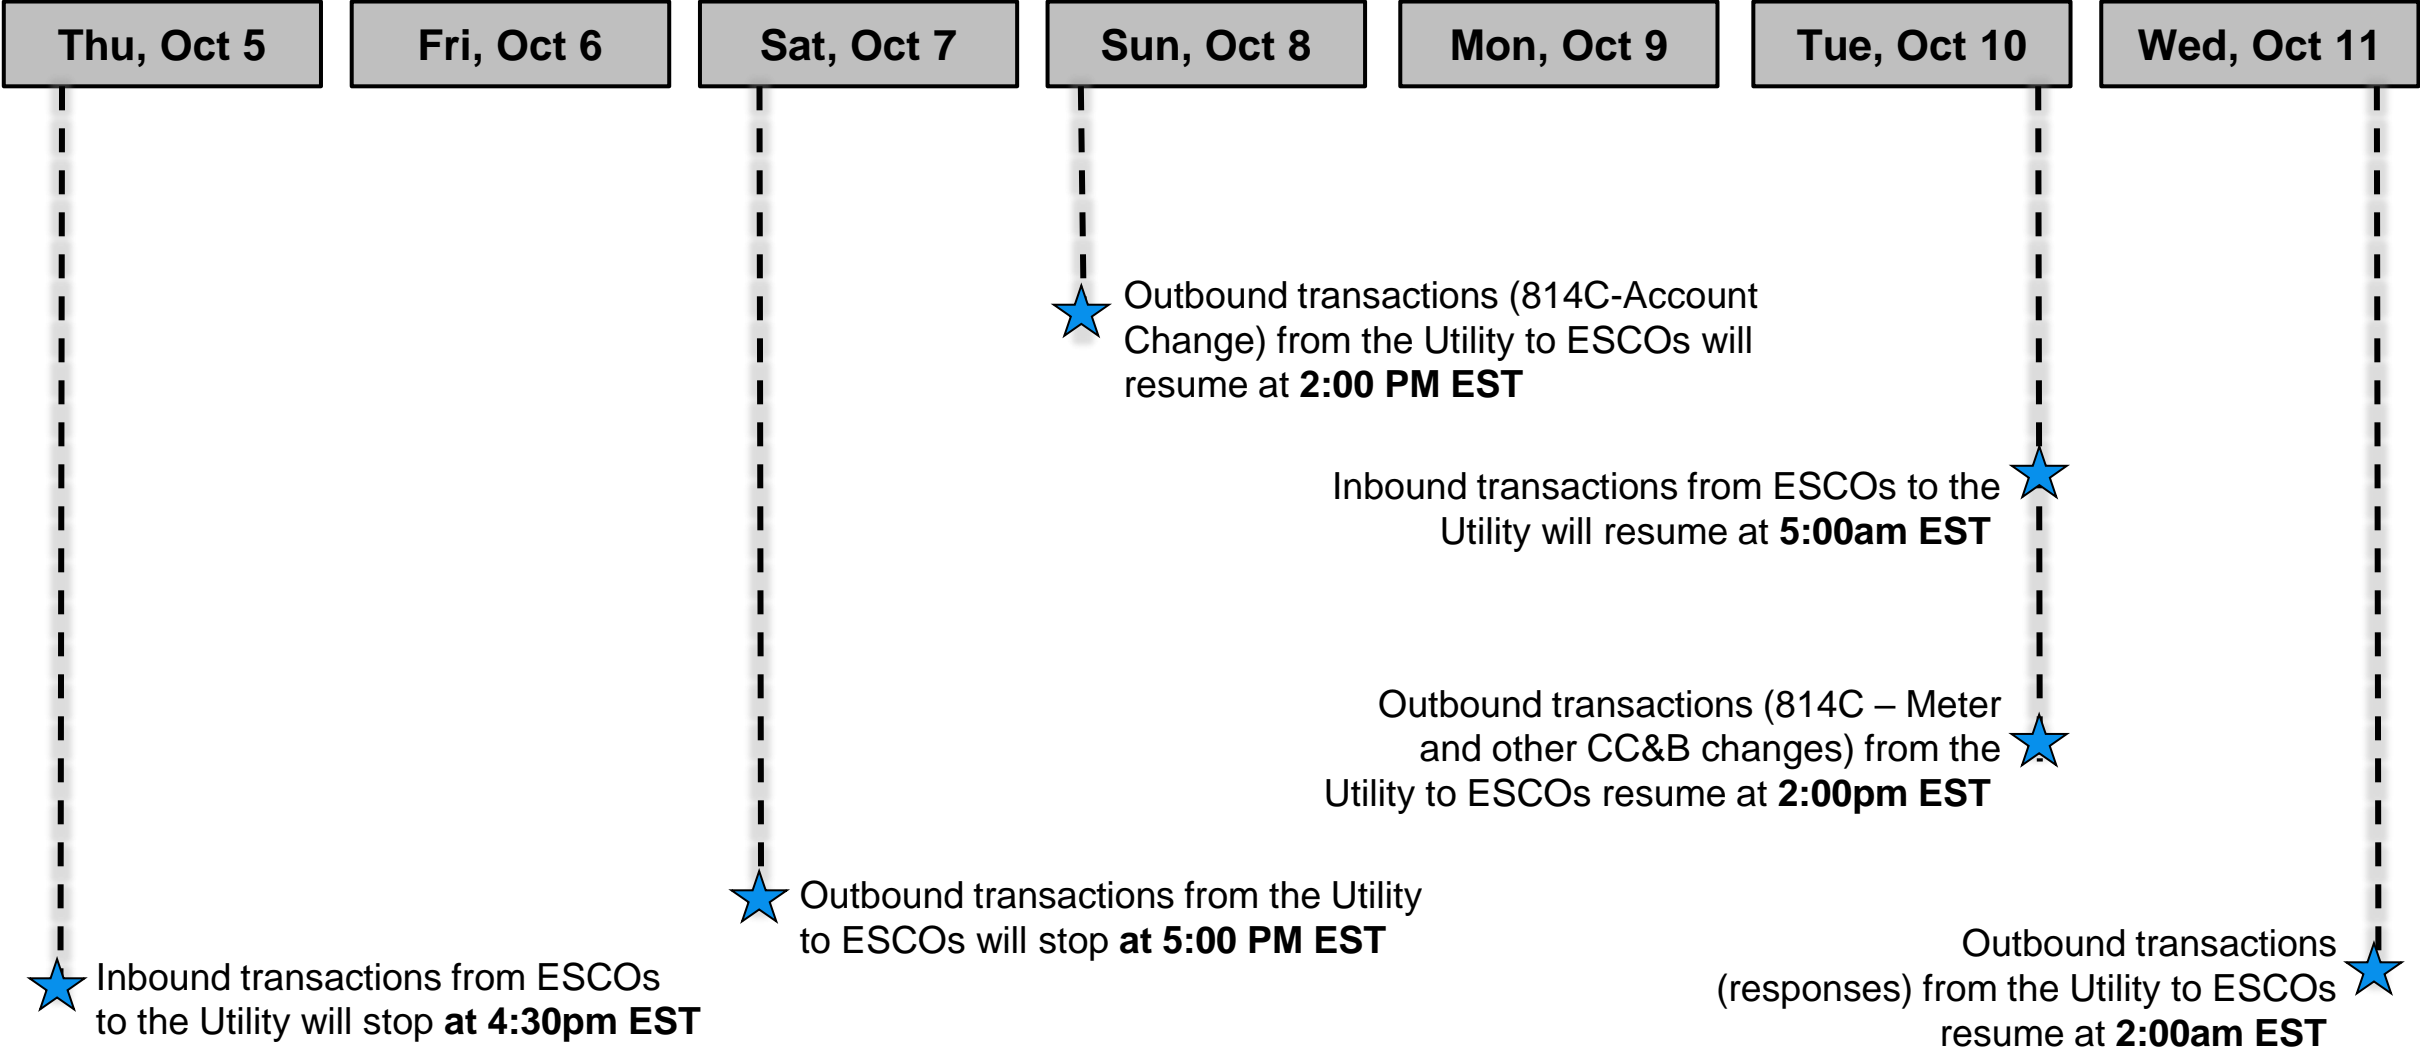 Thu, Oct 5
Fri, Oct 6
Sat, Oct 7
Sun, Oct 8
Mon, Oct 9
Tue, Oct 10
Wed, Oct 11
Outbound transactions (814C-Account
Change) from the Utility to ESCOs will
resume at 2:00 PM EST
Inbound transactions from ESCOs to the
Utility will resume at 5:00am EST
Outbound transactions (814C – Meter
and other CC&B changes) from the
Utility to ESCOs resume at 2:00pm EST
Outbound transactions from the Utility
to ESCOs will stop at 5:00 PM EST
Inbound transactions from ESCOs
to the Utility will stop at 4:30pm EST
Outbound transactions
(responses) from the Utility to ESCOs
resume at 2:00am EST